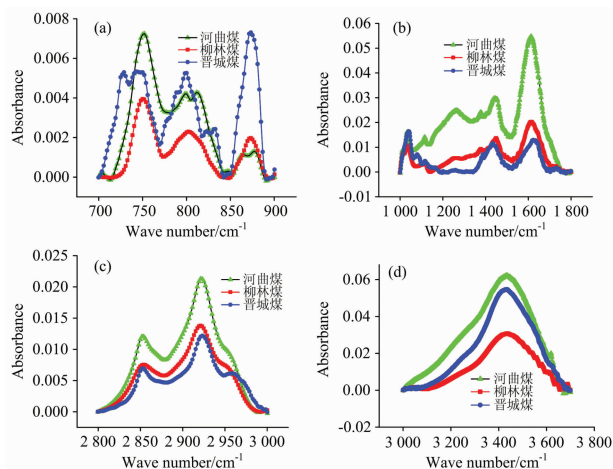 (a)
河曲煤
柳林煤
晋城煤
0.008
0.006
0.004
0.002
0.000
Absorbance
700 750 800 850 900
Wave number/cm⁻¹
(b)
河曲煤
柳林煤
晋城煤
0.06
0.05
0.04
0.03
0.02
0.01
0.00
-0.01
Absorbance
1 000 1 200 1 400 1 600 1 800
Wave number/cm⁻¹
(c)
河曲煤
柳林煤
晋城煤
0.025
0.020
0.015
0.010
0.005
0.000
Absorbance
2 800 2 850 2 900 2 950 3 000
Wave number/cm⁻¹
(d)
河曲煤
柳林煤
晋城煤
0.06
0.04
0.02
0.00
-0.02
Absorbance
3 000 3 200 3 400 3 600 3 800
Wave number/cm⁻¹